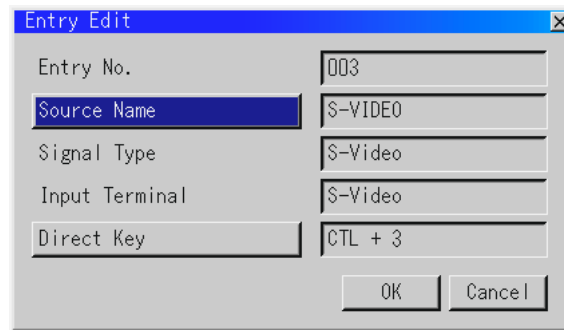 Entry Edit
Entry No. 003
Source Name S-VIDEO
Signal Type S-Video
Input Terminal S-Video
Direct Key CTL + 3
OK Cancel